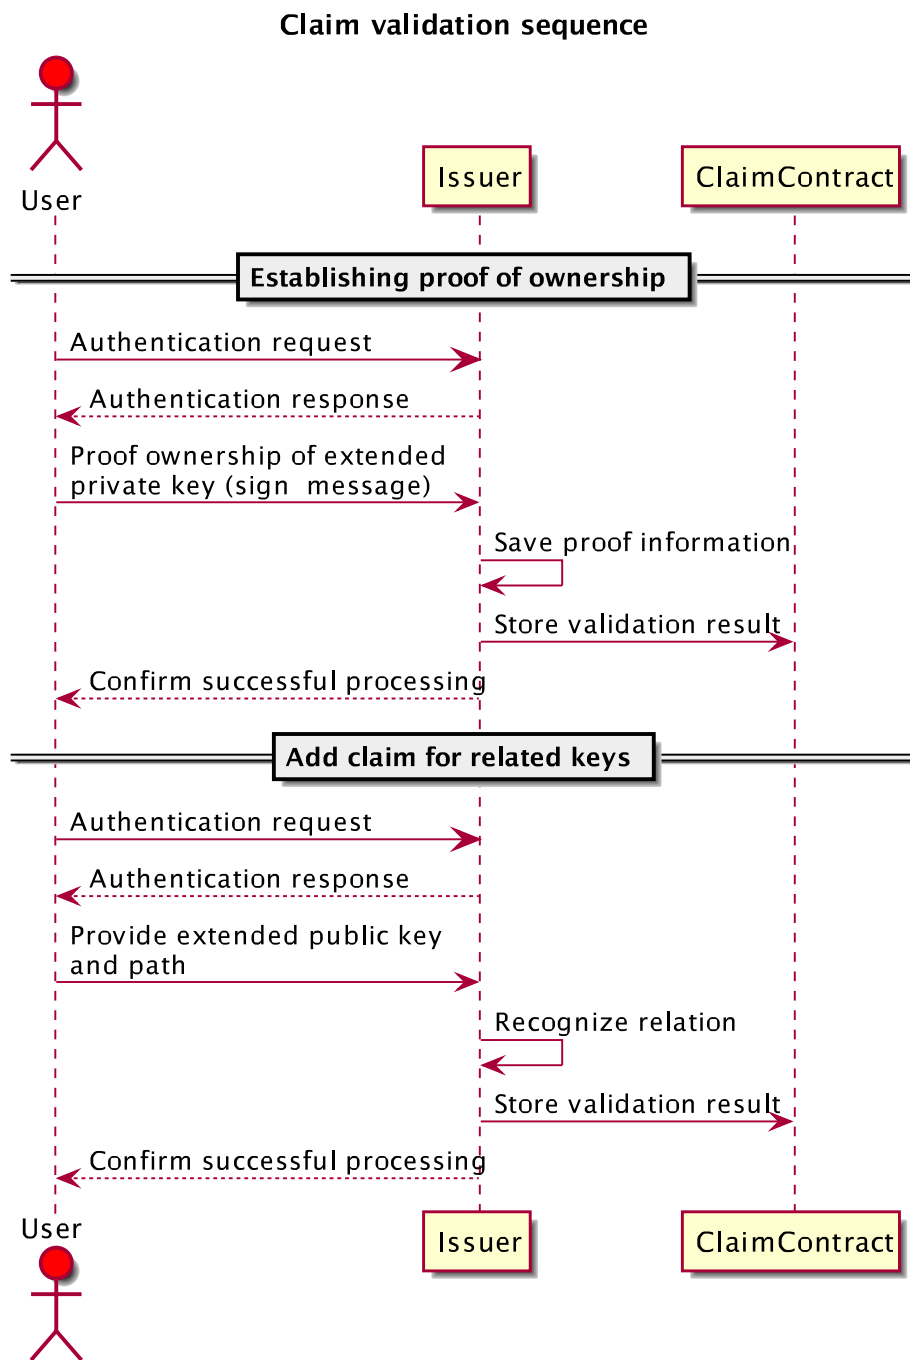 Claim validation sequence
User
Issuer
ClaimContract
Establishing proof of ownership
Authentication request
Authentication response
Proof ownership of extended
private key (sign  message)
Save proof information
Store validation result
Confirm successful processing
Add claim for related keys
Authentication request
Authentication response
Provide extended public key
and path
Recognize relation
Store validation result
Confirm successful processing
User
Issuer
ClaimContract